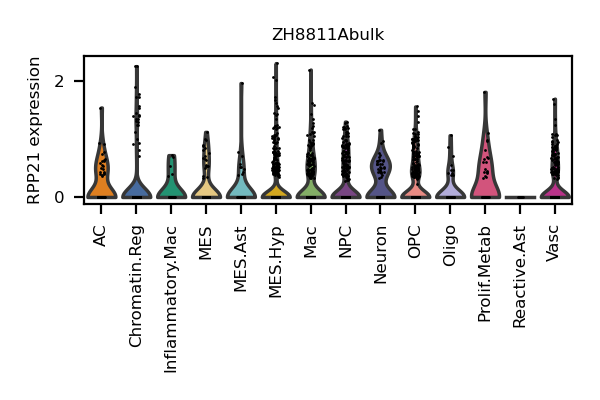 ZH8811Abulk
RPP21 expression
2
0
AC
Chromatin.Reg
Inflammatory.Mac
MES
MES.Ast
MES.Hyp
Mac
NPC
Neuron
OPC
Oligo
Prolif.Metab
Reactive.Ast
Vasc